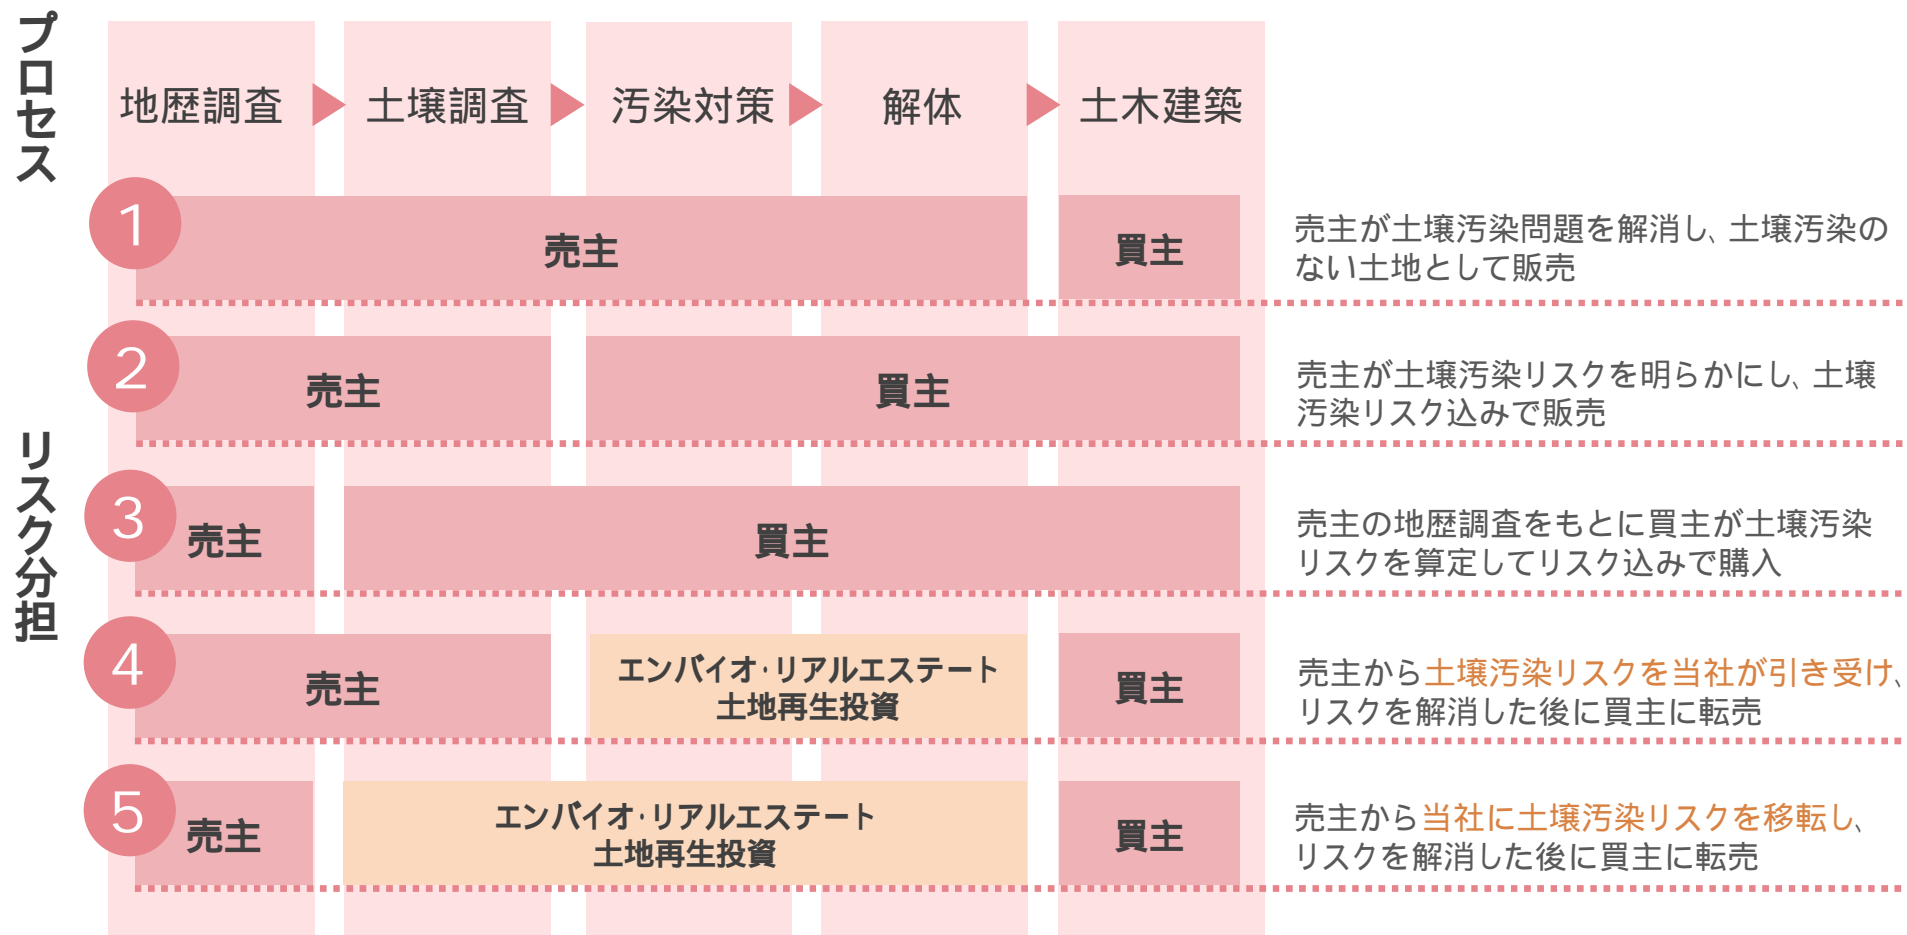 プロセス
地歴調査
土壌調査
汚染対策
解体
土木建築
リスク分担
1
売主
買主
売主が土壌汚染問題を解消し、土壌汚染の
ない土地として販売
2
売主
買主
売主が土壌汚染リスクを明らかにし、土壌
汚染リスク込みで販売
3
売主
買主
売主の地歴調査をもとに買主が土壌汚染
リスクを算定してリスク込みで購入
4
売主
エンバイオ・リアルエステート
土地再生投資
買主
売主から土壌汚染リスクを当社が引き受け、
リスクを解消した後に買主に転売
5
売主
エンバイオ・リアルエステート
土地再生投資
買主
売主から当社に土壌汚染リスクを移転し、
リスクを解消した後に買主に転売